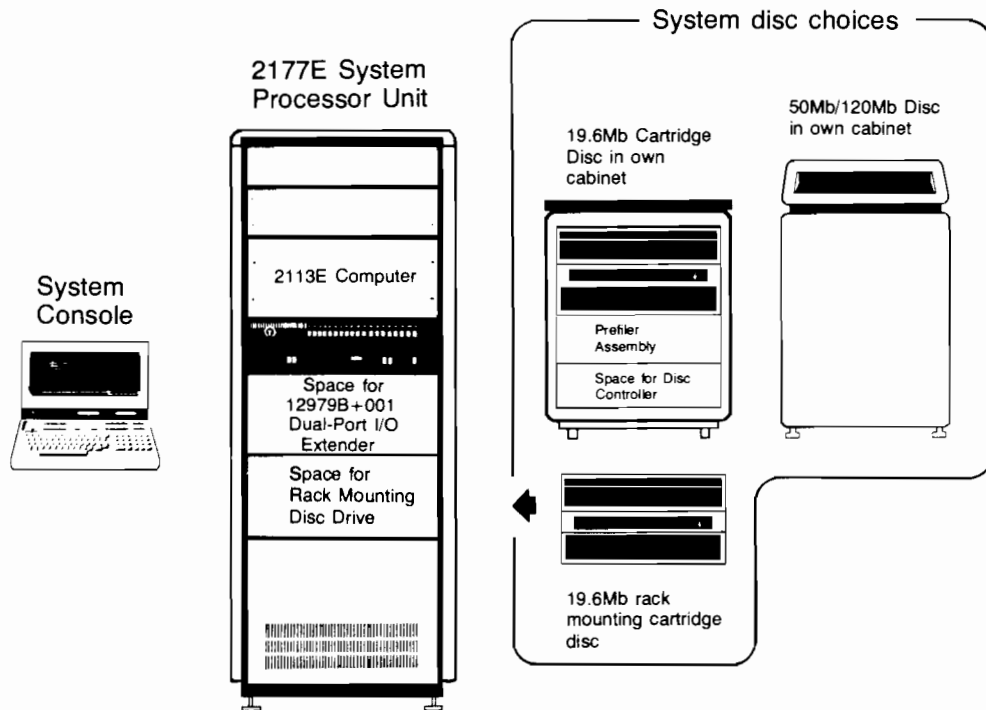 System disc choices
2177E System
Processor Unit
50Mb/120Mb Disc
in own cabinet
19.6Mb Cartridge
Disc in own
cabinet
2113E Computer
System
Console
Prefiler
Assembly
Space for Disc
Controller
Space for
12979B+001
Dual-Port I/O
Extender
Space for
Rack Mounting
Disc Drive
19.6Mb rack
mounting cartridge
disc